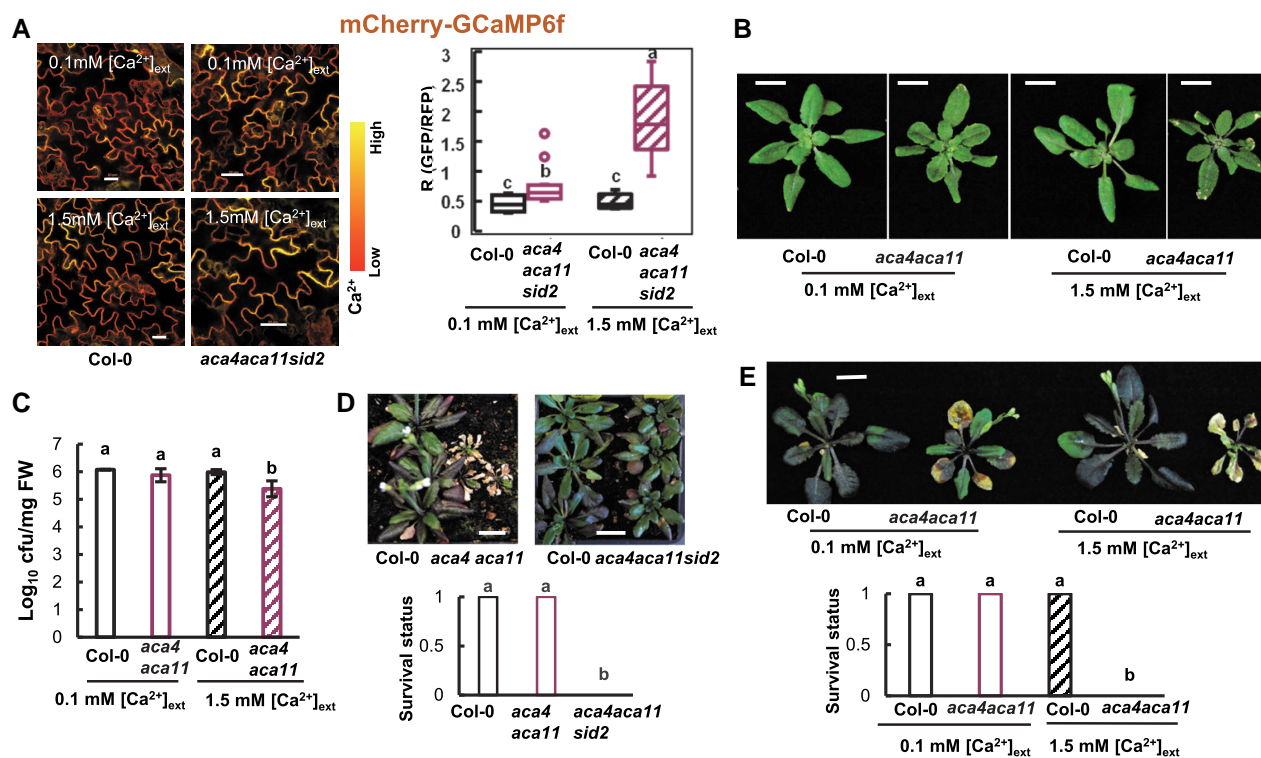 mCherry-GCaMP6f
A
0.1mM [Ca2+]ext
0.1mM [Ca2+]ext
1.5mM [Ca2+]ext
1.5mM [Ca2+]ext
Col-0
aca4aca11sid2
High
Low
Ca2+
R (GFP/RFP)
3
2
1
0.5
0
c
b
c
a
Col-0
aca4
aca11
sid2
Col-0
aca4
aca11
sid2
0.1 mM [Ca2+]ext
1.5 mM [Ca2+]ext
B
Col-0
aca4aca11
Col-0
aca4aca11
0.1 mM [Ca2+]ext
1.5 mM [Ca2+]ext
C
Log10 cfu/mg FW
7
6
5
4
3
2
1
0
a
a
a
b
Col-0
aca4
aca11
Col-0
aca4
aca11
0.1 mM [Ca2+]ext
1.5 mM [Ca2+]ext
D
Col-0 aca4 aca11
Col-0 aca4aca11sid2
Survival status
1
0.5
0
a
a
b
Col-0
aca4
aca11
aca4aca11
sid2
E
Col-0
aca4aca11
Col-0
aca4aca11
0.1 mM [Ca2+]ext
1.5 mM [Ca2+]ext
Survival status
1
0.5
0
a
a
a
b
Col-0
aca4aca11
Col-0
aca4aca11
0.1 mM [Ca2+]ext
1.5 mM [Ca2+]ext